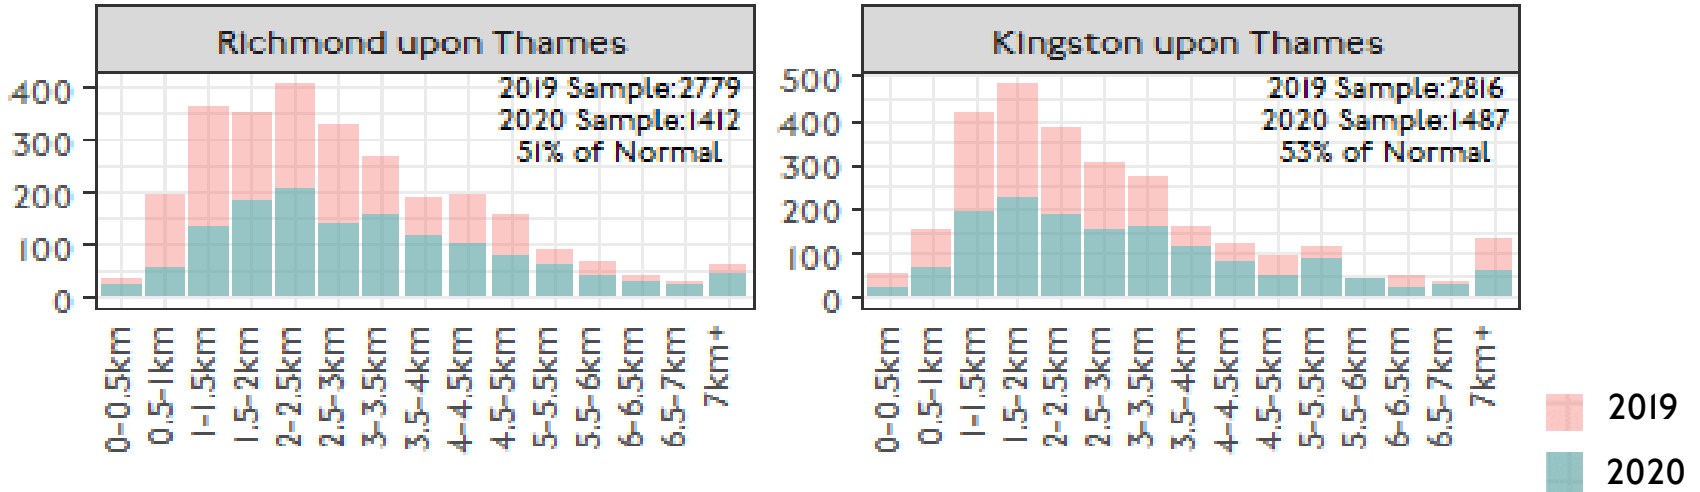 Richmond upon Thames
2019 Sample:2779
2020 Sample:1412
51% of Normal
400
300
200
100
0
0-0.5km
0.5-1km
1-1.5km
1.5-2km
2-2.5km
2.5-3km
3-3.5km
3.5-4km
4-4.5km
4.5-5km
5-5.5km
5.5-6km
6-6.5km
6.5-7km
7km+
Kingston upon Thames
2019 Sample:2816
2020 Sample:1487
53% of Normal
500
400
300
200
100
0
0-0.5km
0.5-1km
1-1.5km
1.5-2km
2-2.5km
2.5-3km
3-3.5km
3.5-4km
4-4.5km
4.5-5km
5-5.5km
5.5-6km
6-6.5km
6.5-7km
7km+
2019
2020